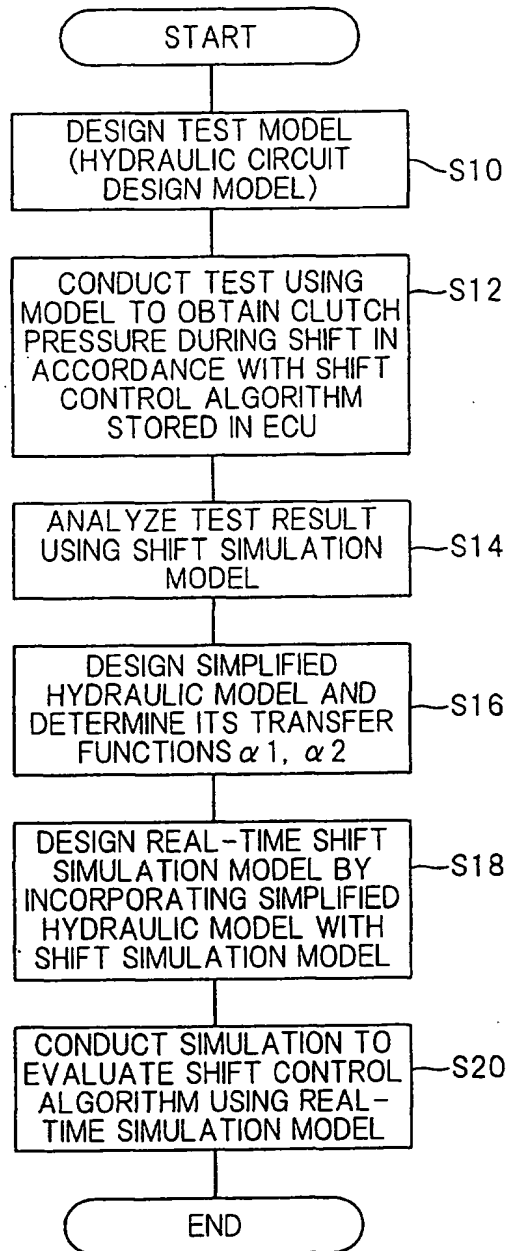 START
DESIGN TEST MODEL
(HYDRAULIC CIRCUIT
DESIGN MODEL)
S10
CONDUCT TEST USING
MODEL TO OBTAIN CLUTCH
PRESSURE DURING SHIFT IN
ACCORDANCE WITH SHIFT
CONTROL ALGORITHM
STORED IN ECU
S12
ANALYZE TEST RESULT
USING SHIFT SIMULATION
MODEL
S14
DESIGN SIMPLIFIED
HYDRAULIC MODEL AND
DETERMINE ITS TRANSFER
FUNCTIONS α1, α2
S16
DESIGN REAL-TIME SHIFT
SIMULATION MODEL BY
INCORPORATING SIMPLIFIED
HYDRAULIC MODEL WITH
SHIFT SIMULATION MODEL
S18
CONDUCT SIMULATION TO
EVALUATE SHIFT CONTROL
ALGORITHM USING REAL-
TIME SIMULATION MODEL
S20
END